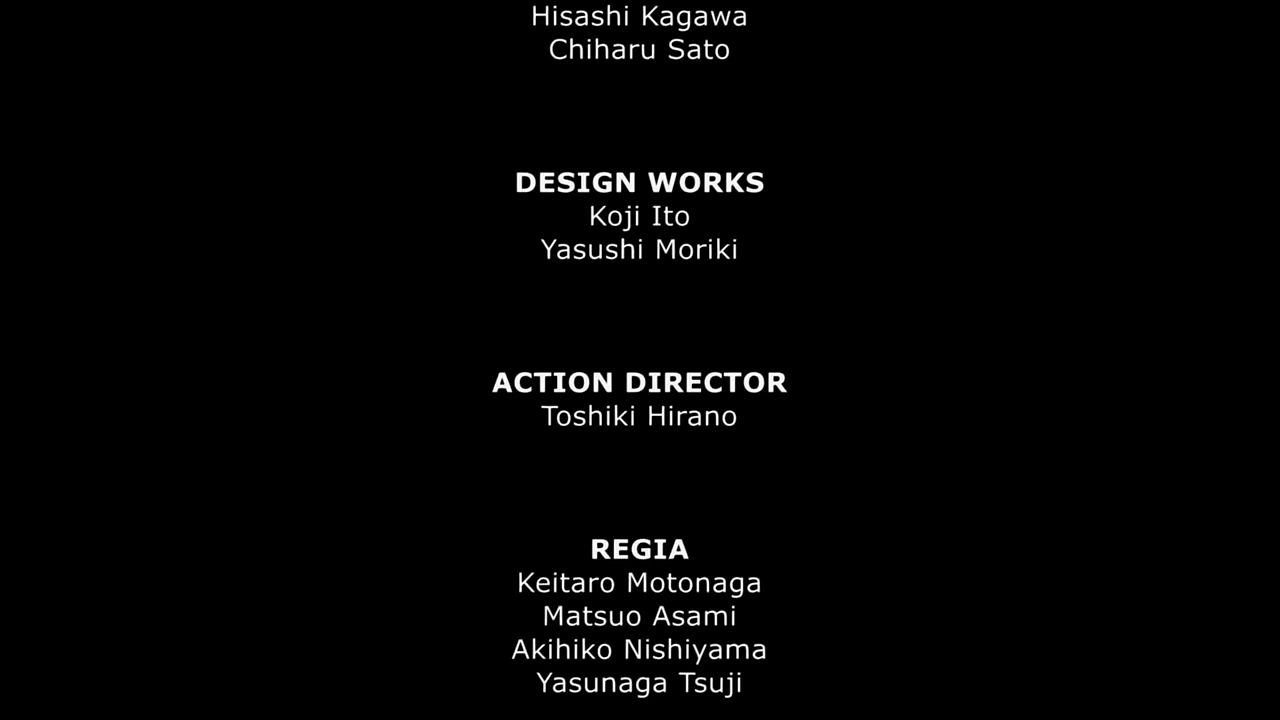 Hisashi Kagawa
Chiharu Sato
DESIGN WORKS
Koji Ito
Yasushi Moriki
ACTION DIRECTOR
Toshiki Hirano
REGIA
Keitaro Motonaga
Matsuo Asami
Akihiko Nishiyama
Yasunaga Tsuji